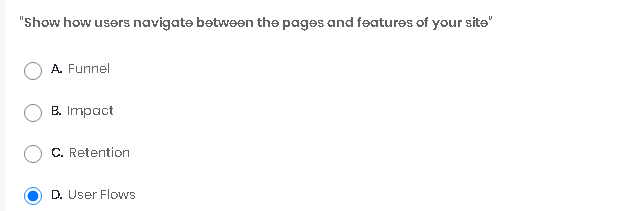 "Show how users navigate between the pages and features of your site"
A. Funnel
B. Impact
C. Retention
D. User Flows